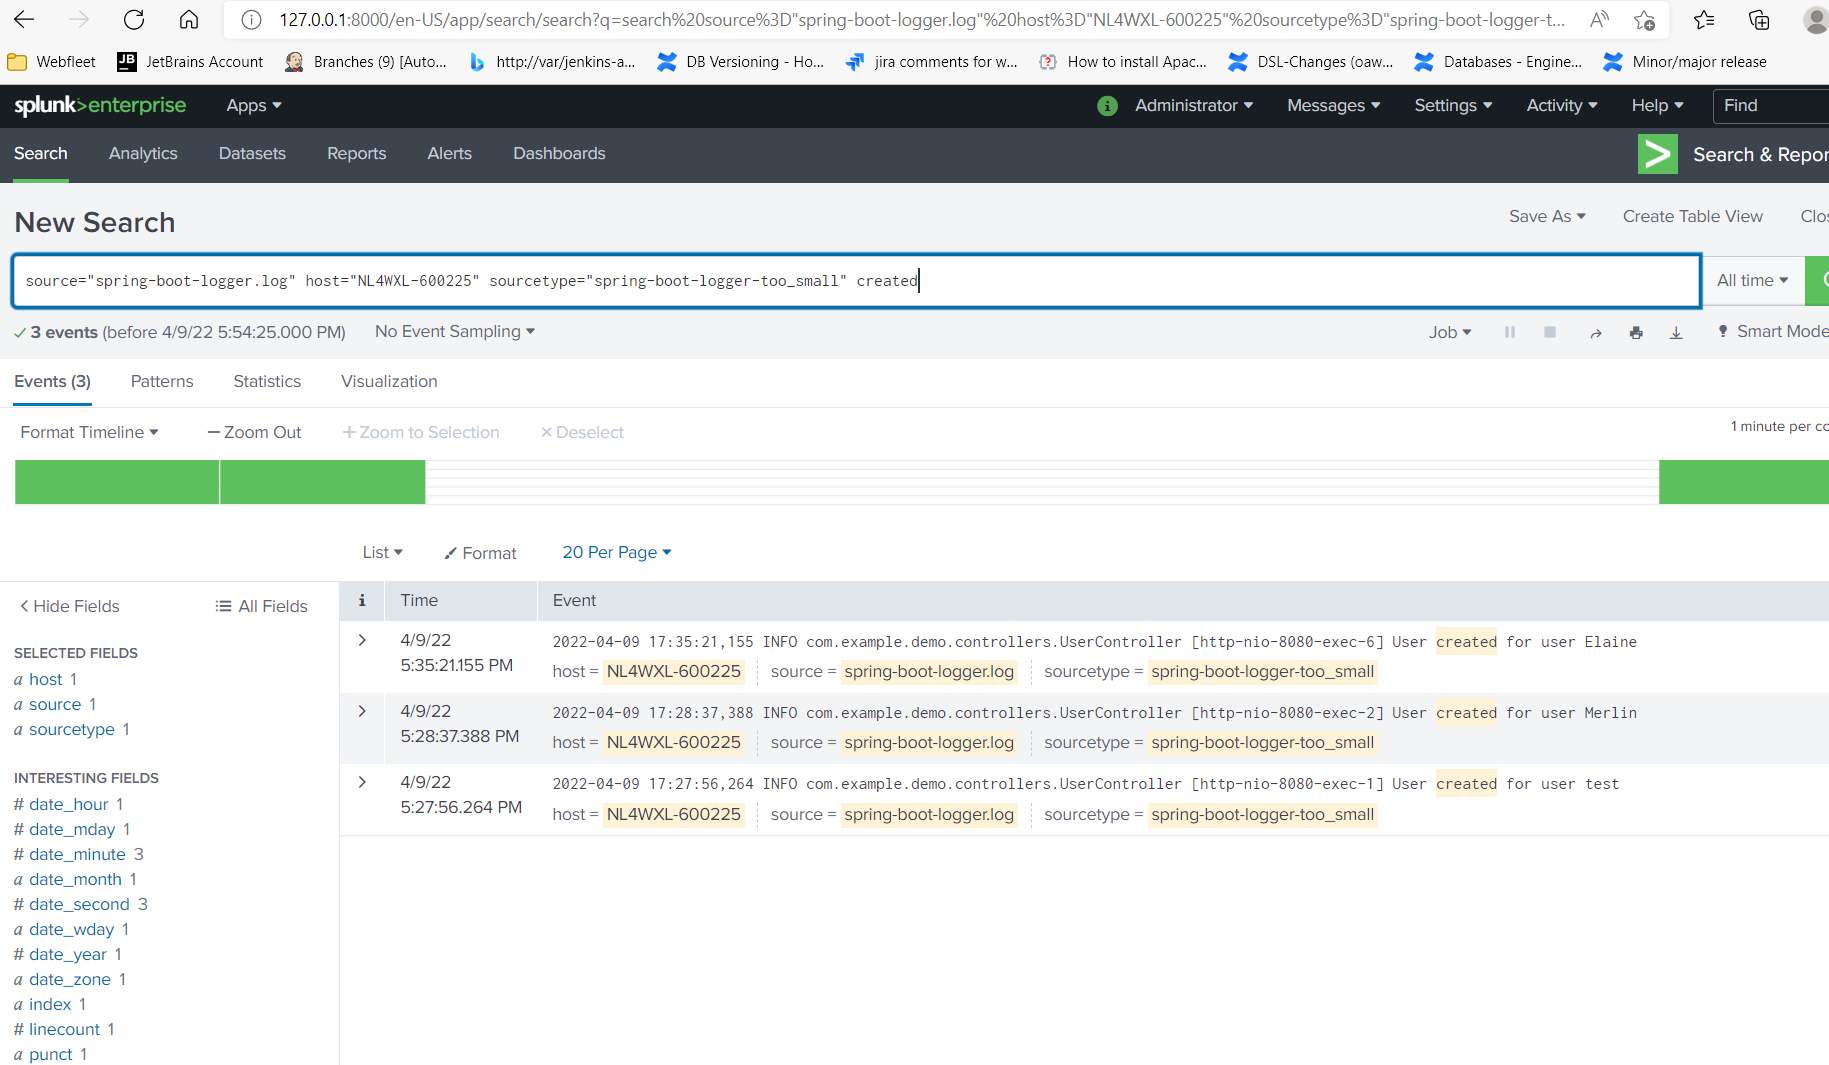 127.0.0.1:8000/en-US/app/search/search?q=search%20source%3D"spring-boot-logger.log"%20host%3D"NL4WXL-600225"%20sourcetype%3D"spring-boot-logger-t...
Webfleet JetBrains Account Branches (9) [Auto... http://var/jenkins-a... DB Versioning - Ho... jira comments for w... How to install Apac... DSL-Changes (oaw... Databases - Engine... Minor/major release
splunk>enterprise Apps Administrator Messages Settings Activity Help Find
Search Analytics Datasets Reports Alerts Dashboards Search & Repor
New Search Save As Create Table View Clos
source="spring-boot-logger.log" host="NL4WXL-600225" sourcetype="spring-boot-logger-too_small" created All time
3 events (before 4/9/22 5:54:25.000 PM) No Event Sampling Job Smart Mode
Events (3) Patterns Statistics Visualization
Format Timeline — Zoom Out + Zoom to Selection × Deselect 1 minute per co
List Format 20 Per Page
< Hide Fields All Fields
i Time Event
SELECTED FIELDS
a host 1
a source 1
a sourcetype 1
INTERESTING FIELDS
# date_hour 1
# date_mday 1
# date_minute 3
a date_month 1
# date_second 3
a date_wday 1
# date_year 1
a date_zone 1
a index 1
# linecount 1
a punct 1
4/9/22 5:35:21.155 PM
2022-04-09 17:35:21,155 INFO com.example.demo.controllers.UserController [http-nio-8080-exec-6] User created for user Elaine
host = NL4WXL-600225 source = spring-boot-logger.log sourcetype = spring-boot-logger-too_small
4/9/22 5:28:37.388 PM
2022-04-09 17:28:37,388 INFO com.example.demo.controllers.UserController [http-nio-8080-exec-2] User created for user Merlin
host = NL4WXL-600225 source = spring-boot-logger.log sourcetype = spring-boot-logger-too_small
4/9/22 5:27:56.264 PM
2022-04-09 17:27:56,264 INFO com.example.demo.controllers.UserController [http-nio-8080-exec-1] User created for user test
host = NL4WXL-600225 source = spring-boot-logger.log sourcetype = spring-boot-logger-too_small